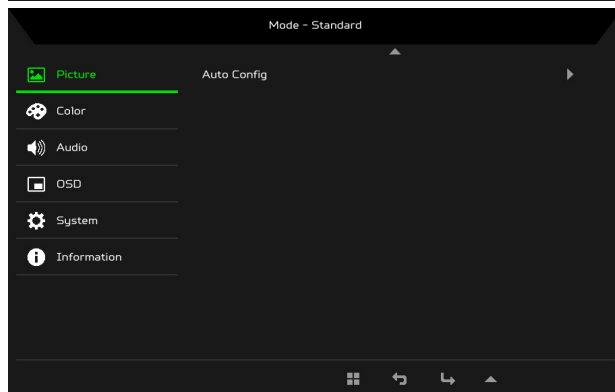 Mode - Standard
Picture
Auto Config
Color
Audio
OSD
System
Information